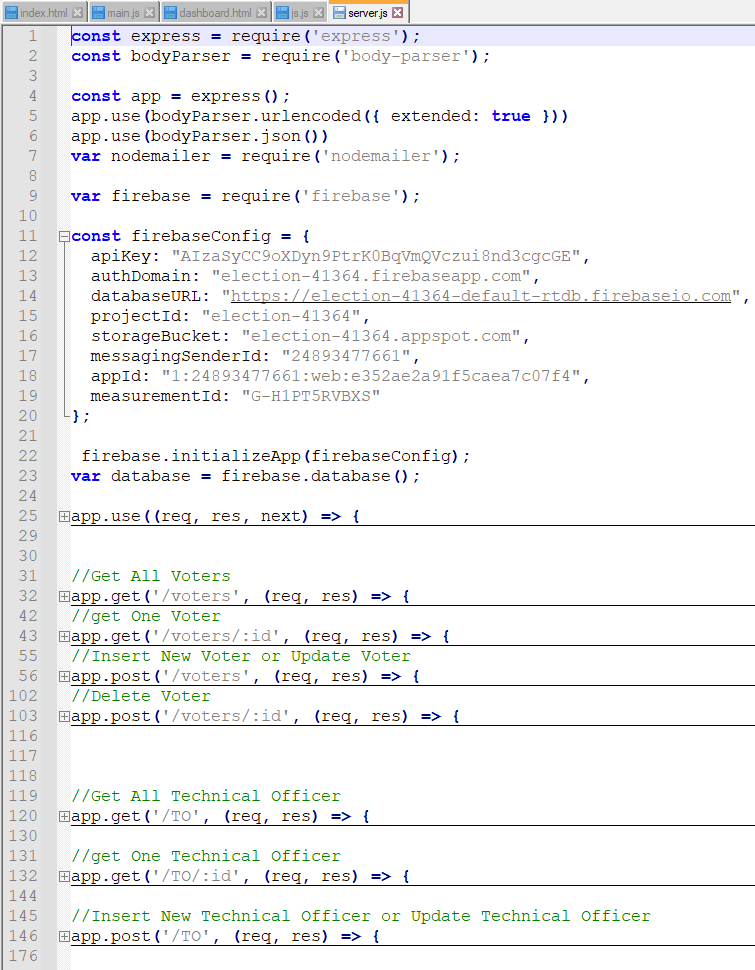 index.html main.js dashboard.html js.js server.js
1 const express = require('express');
2 const bodyParser = require('body-parser');
3
4 const app = express();
5 app.use(bodyParser.urlencoded({ extended: true }))
6 app.use(bodyParser.json())
7 var nodemailer = require('nodemailer');
8
9 var firebase = require('firebase');
10
11 const firebaseConfig = {
12 apiKey: "AIzaSyCC9oXDyn9PtrK0BqVmQVczui8nd3cgcGE",
13 authDomain: "election-41364.firebaseapp.com",
14 databaseURL: "https://election-41364-default-rtdb.firebaseio.com",
15 projectId: "election-41364",
16 storageBucket: "election-41364.appspot.com",
17 messagingSenderId: "24893477661",
18 appId: "1:24893477661:web:e352ae2a91f5caea7c07f4",
19 measurementId: "G-H1PT5RVBXS"
20 };
21
22 firebase.initializeApp(firebaseConfig);
23 var database = firebase.database();
24
25 app.use((req, res, next) => {
29
30
31 //Get All Voters
32 app.get('/voters', (req, res) => {
42 //get One Voter
43 app.get('/voters/:id', (req, res) => {
55 //Insert New Voter or Update Voter
56 app.post('/voters', (req, res) => {
102 //Delete Voter
103 app.post('/voters/:id', (req, res) => {
116
117
118
119 //Get All Technical Officer
120 app.get('/TO', (req, res) => {
130
131 //get One Technical Officer
132 app.get('/TO/:id', (req, res) => {
144
145 //Insert New Technical Officer or Update Technical Officer
146 app.post('/TO', (req, res) => {
176